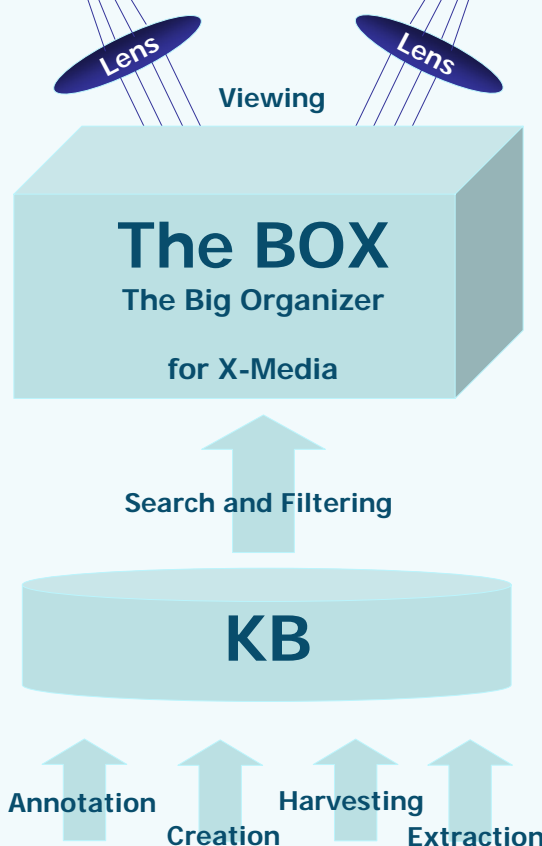 Lens
Lens
Viewing
The BOX
The Big Organizer
for X-Media
Search and Filtering
KB
Annotation
Harvesting
Creation
Extraction